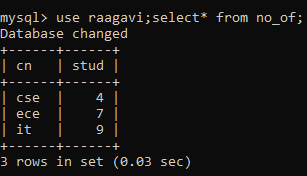 mysql> use raagavi;select* from no_of;
Database changed
+------+-------+
| cn   | stud  |
+------+-------+
| cse  |     4 |
| ece  |     7 |
| it   |     9 |
+------+-------+
3 rows in set (0.03 sec)